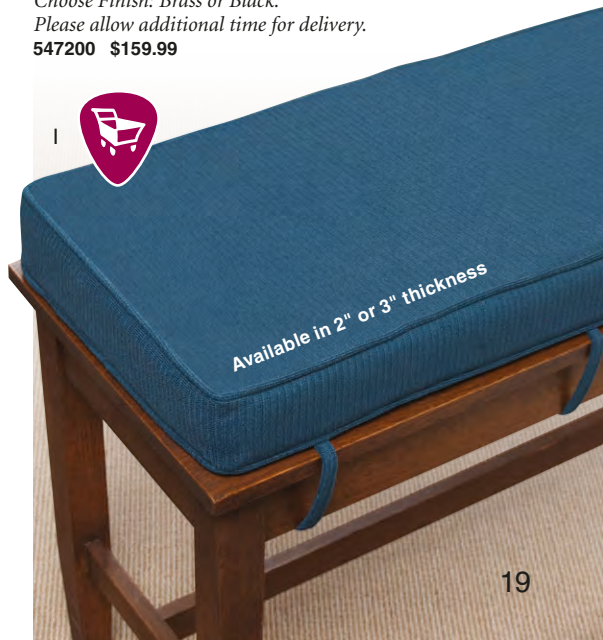 Choose Finish: Brass or Black.
Please allow additional time for delivery.
547200 $159.99
I
Available in 2" or 3" thickness
19